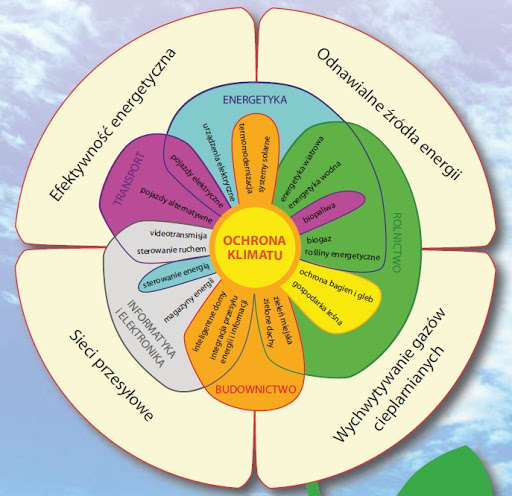 Efektywność energetyczna
Odnawialne źródła energii
ENERGETYKA
urządzenia elektryczne
termomodernizacja
systemy solarne
TRANSPORT
pojazdy elektryczne
pojazdy alternatywne
energetyka wiatrowa
energetyka wodna
biopaliwa
biogaz
rośliny energetyczne
ROLNICTWO
OCHRONA
KLIMATU
videotransmisja
sterowanie ruchem
sterowanie energią
magazyny energii
INFORMATYKA
i ELEKTRONIKA
ochrona bagien i gleb
gospodarka leśna
Inteligentne domy
integracja przesyłu
energii i informacji
zieleń miejska
zielone dachy
BUDOWNICTWO
Sieci przesyłowe
Wychwytywanie gazów
cieplarnianych